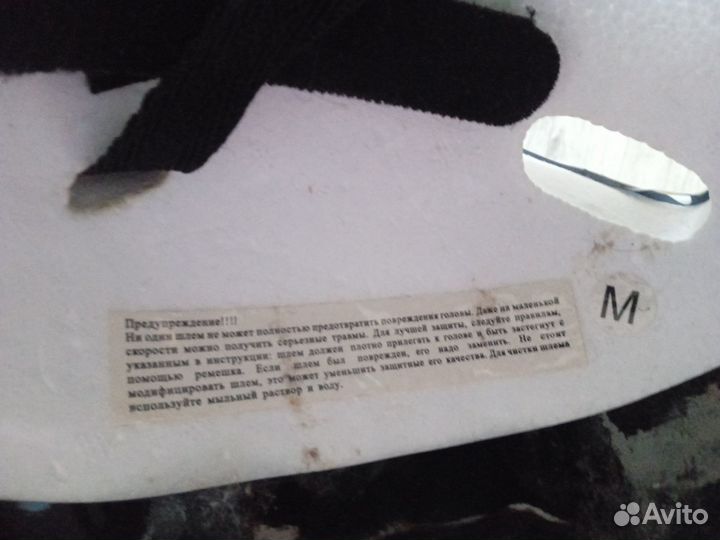 Предупреждение!!!!
Ни один шлем не может полностью предотвратить повреждения головы. Даже на маленькой
скорости можно получить серьезные травмы. Для лучшей защиты, следуйте правилам,
указанным в инструкции: шлем должен плотно прилегать к голове и быть застегнут с
помощью ремешка. Если шлем был поврежден, его надо заменить. Не стоит
модифицировать шлем, это может уменьшить защитные его качества. Для чистки шлема
используйте мыльный раствор и воду.
M
Avito